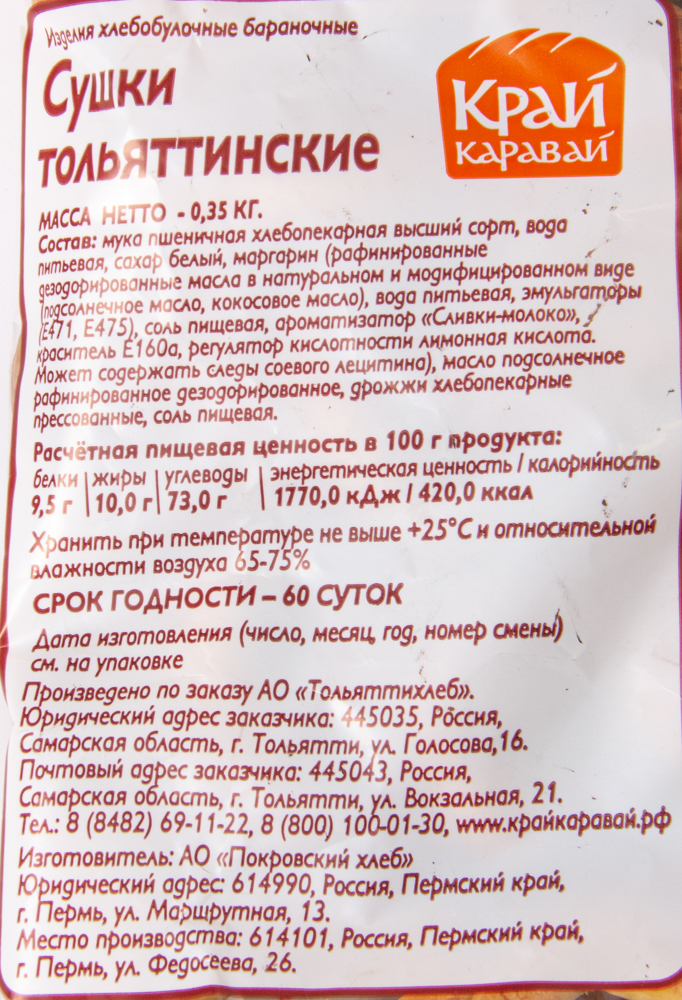 Изделия хлебобулочные бараночные
Сушки
тольяттинские
Край
каравай
МАССА НЕТТО - 0,35 КГ.
Состав: мука пшеничная хлебопекарная высший сорт, вода
питьевая, сахар белый, маргарин (рафинированные
дезодорированные масла в натуральном и модифицированном виде
(подсолнечное масло, кокосовое масло), вода питьевая, эмульгаторы
(Е471, Е475), соль пищевая, ароматизатор «Сливки-молоко»,
краситель Е160а, регулятор кислотности лимонная кислота.
Может содержать следы соевого лецитина), масло подсолнечное
рафинированное дезодорированное, дрожжи хлебопекарные
прессованные, соль пищевая.
Расчётная пищевая ценность в 100 г продукта:
белки | жиры | углеводы | энергетическая ценность / калорийность
9,5 г | 10,0 г | 73,0 г | 1770,0 кДж / 420,0 ккал
Хранить при температуре не выше +25°С и относительной
влажности воздуха 65-75%
СРОК ГОДНОСТИ – 60 СУТОК
Дата изготовления (число, месяц, год, номер смены)
см. на упаковке
Произведено по заказу АО «Тольяттихлеб».
Юридический адрес заказчика: 445035, Россия,
Самарская область, г. Тольятти, ул. Голосова,16.
Почтовый адрес заказчика: 445043, Россия,
Самарская область, г. Тольятти, ул. Вокзальная, 21.
Тел.: 8 (8482) 69-11-22, 8 (800) 100-01-30, www.крайкаравай.рф
Изготовитель: АО «Покровский хлеб»
Юридический адрес: 614990, Россия, Пермский край,
г. Пермь, ул. Маршрутная, 13.
Место производства: 614101, Россия, Пермский край,
г. Пермь, ул. Федосеева, 26.